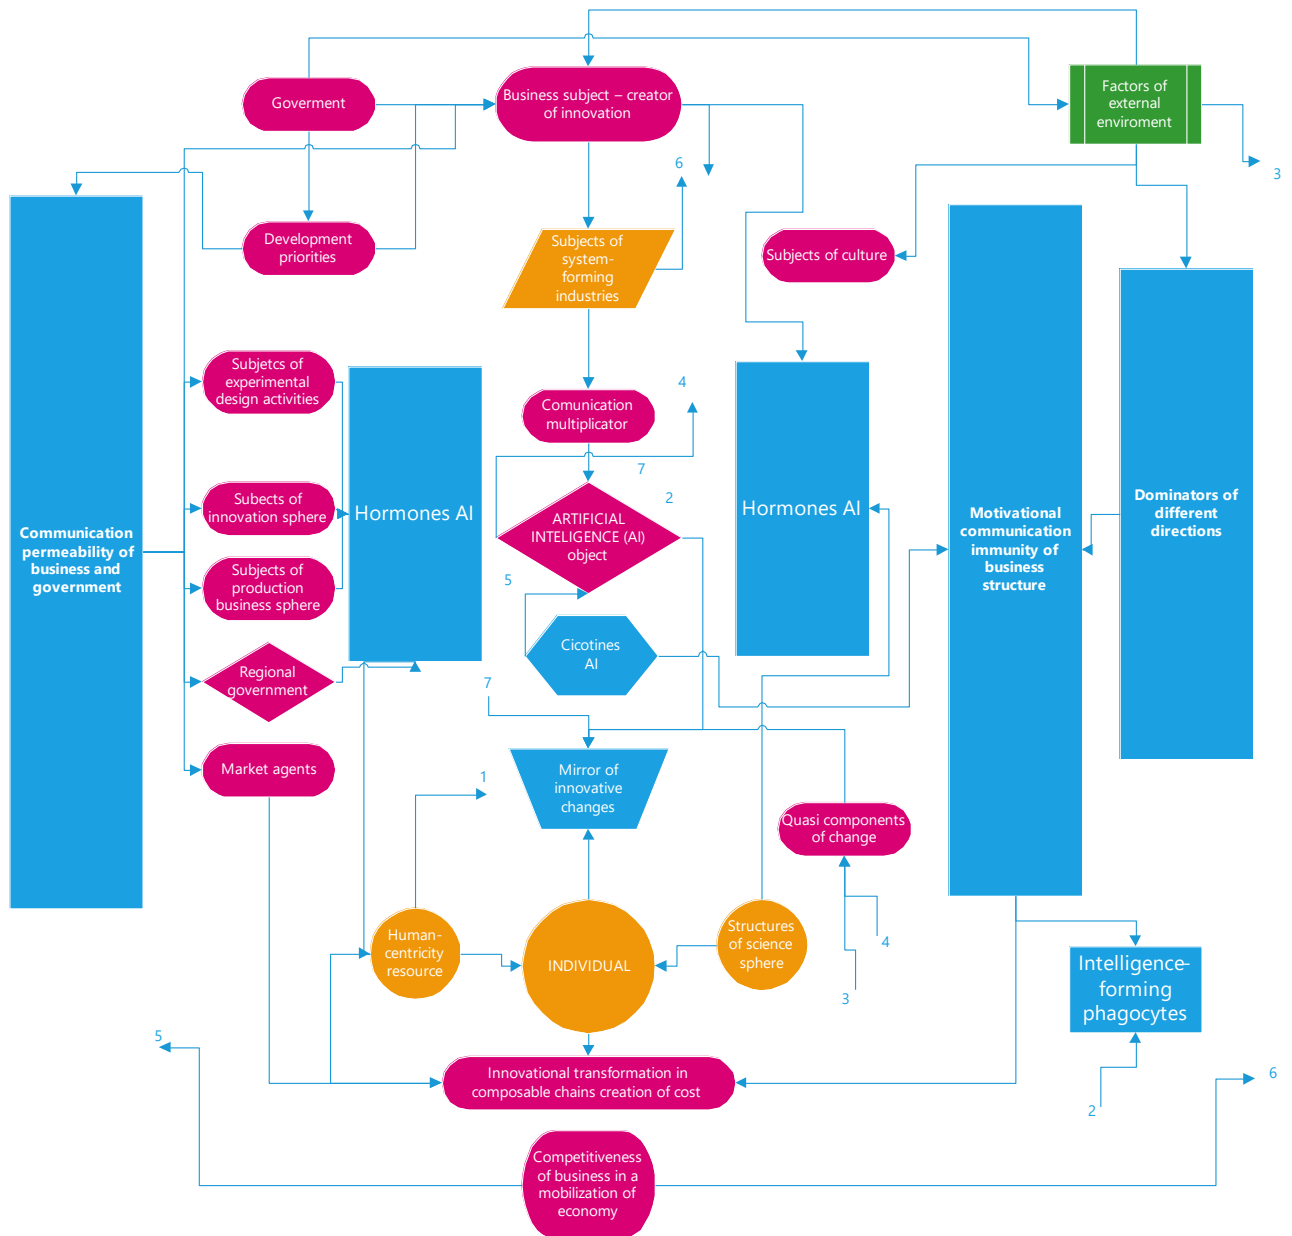 6
Goverment
Business subject – creator
of innovation
Factors of
external
enviroment
3
Development
priorities
Subjects of
system-
forming
industries
Subjects of culture
Communication
permeability of
business and
government
Subjetcs of
experimental
design activities
Subects of
innovation sphere
Subjects of
production
business sphere
Regional
government
Market agents
Hormones AI
Comunication
multiplicator
4
7
2
ARTIFICIAL
INTELIGENCE (AI)
object
5
Cicotines
AI
Hormones AI
Motivational
communication
immunity of
business
structure
Dominators of
different
directions
7
1
Mirror of
innovative
changes
Quasi components
of change
4
3
Human-
centricity
resource
INDIVIDUAL
Structures
of science
sphere
Intelligence-
forming
phagocytes
2
5
6
Innovational transformation in
composable chains creation of cost
Competitiveness
of business in a
mobilization of
economy